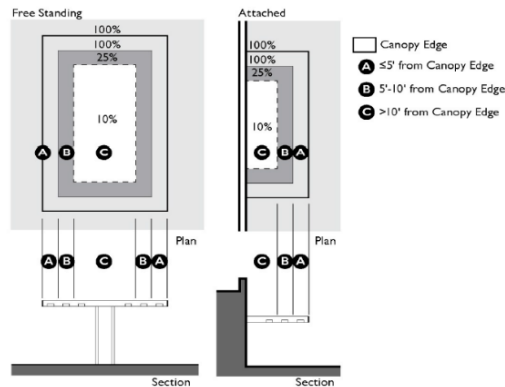 Free Standing
100%
100%
25%
10%
A B C
Plan
A B C B A
Section
Attached
100%
100%
25%
10%
C B A
Plan
C B A
Section
Canopy Edge
A ≤5' from Canopy Edge
B 5'-10' from Canopy Edge
C >10' from Canopy Edge